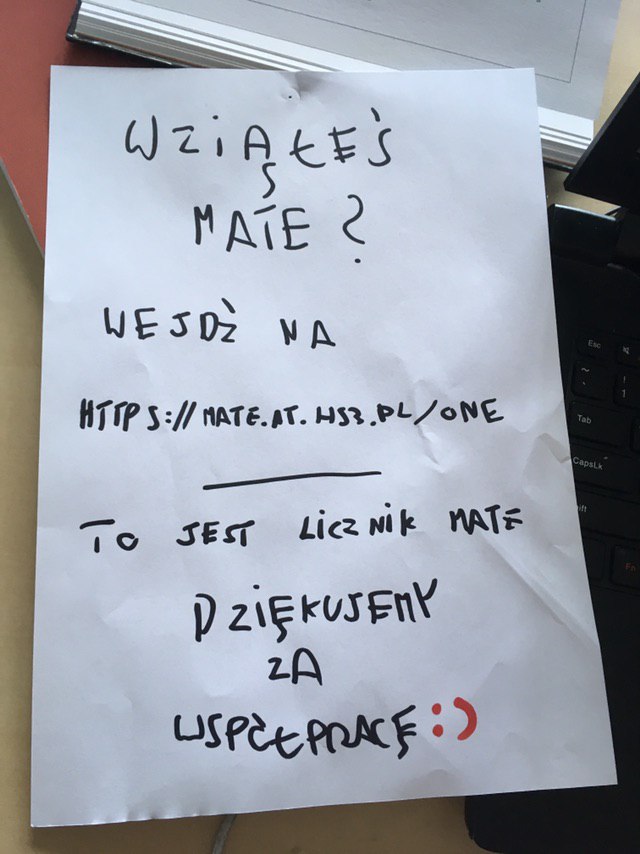 WZIĄŁEŚ
MATE?
WEJDŹ NA
HTTPS://MATE.AT.HS3.PL/ONE
TO JEST LICZNIK MATE
DZIĘKUJEMY
ZA
WSPÓŁPRACĘ:)
Esc
~
`
!
1
Tab
CapsLk
Fn